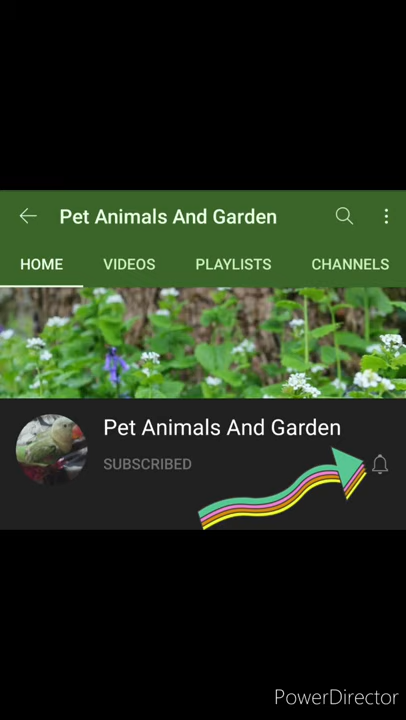 Pet Animals And Garden
HOME VIDEOS PLAYLISTS CHANNELS
Pet Animals And Garden
SUBSCRIBED
PowerDirector